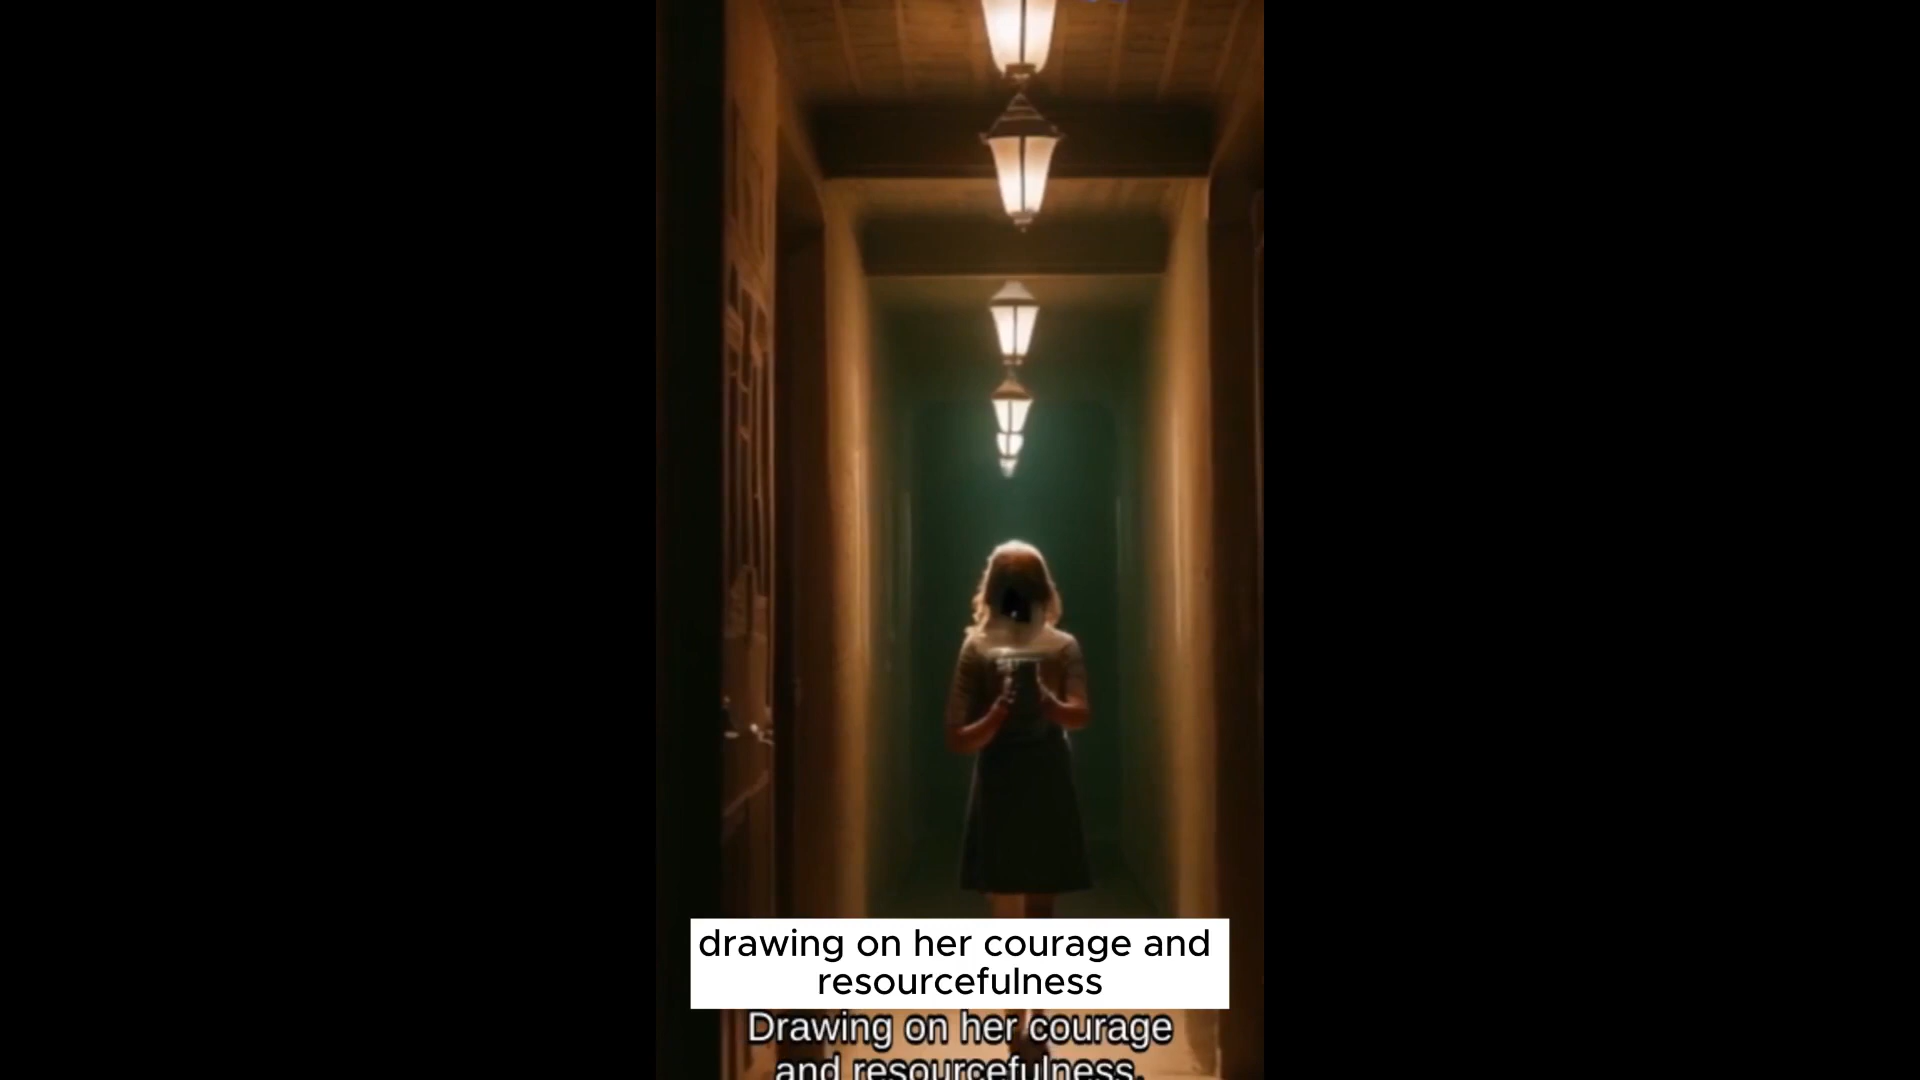 drawing on her courage and
resourcefulness
Drawing on her courage
and resourcefulness.